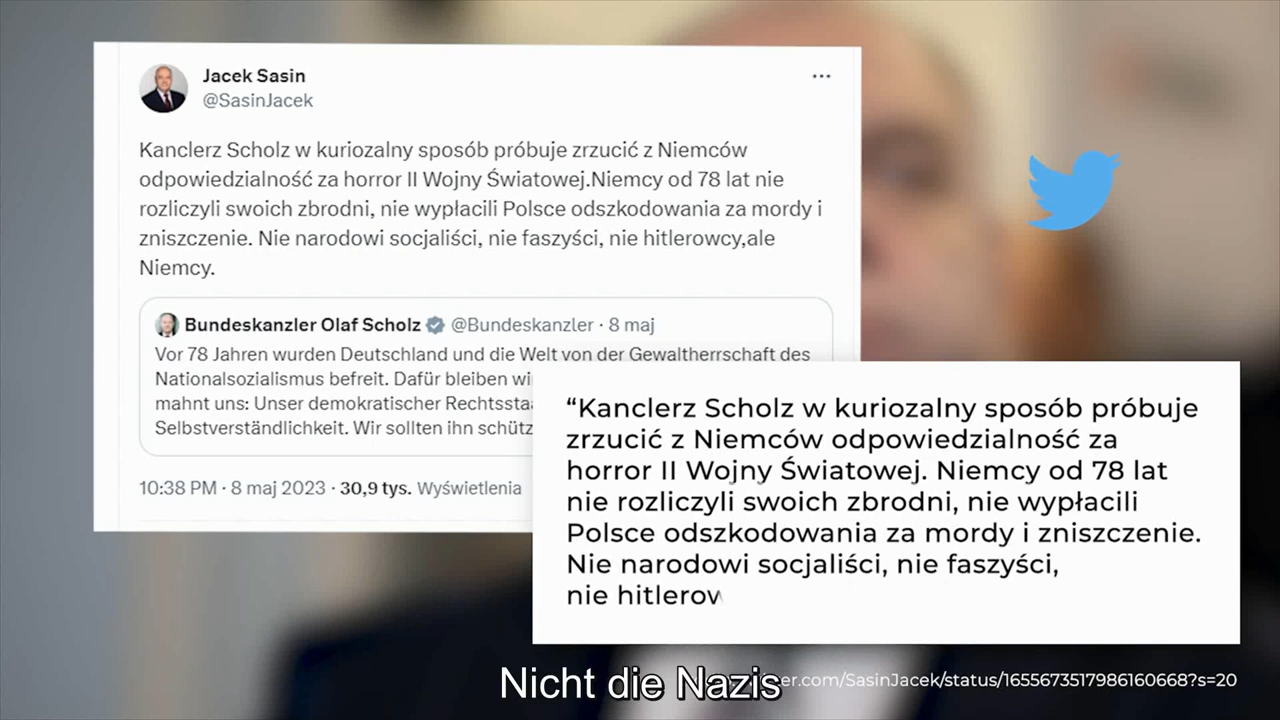 Jacek Sasin
@SasinJacek
Kanclerz Scholz w kuriozalny sposób próbuje zrzucić z Niemców
odpowiedzialność za horror II Wojny Światowej.Niemcy od 78 lat nie
rozliczyli swoich zbrodni, nie wypłacili Polsce odszkodowania za mordy i
zniszczenie. Nie narodowi socjaliści, nie faszyści, nie hitlerowcy,ale
Niemcy.
Bundeskanzler Olaf Scholz @Bundeskanzler · 8 maj
Vor 78 Jahren wurden Deutschland und die Welt von der Gewaltherrschaft des
Nationalsozialismus befreit. Dafür bleiben
mahnt uns: Unser demokratischer
Selbstverständlichkeit. Wir sollten ihn
10:38 PM · 8 maj 2023 · 30,9 tys. Wyświetlenia
“Kanclerz Scholz w kuriozalny sposób próbuje
zrzucić z Niemców odpowiedzialność za
horror II Wojny Światowej. Niemcy od 78 lat
nie rozliczyli swoich zbrodni, nie wypłacili
Polsce odszkodowania za mordy i zniszczenie.
Nie narodowi socjaliści, nie faszyści,
nie hitlerow
Nicht die Nazis
er.com/SasinJacek/status/1655673517986160668?s=20